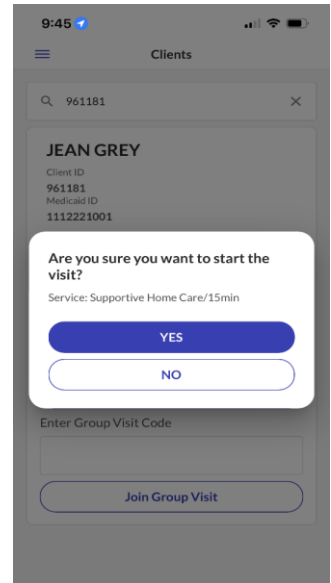 9:45
Clients
961181
JEAN GREY
Client ID
961181
Medicaid ID
1112221001
Are you sure you want to start the
visit?
Service: Supportive Home Care/15min
YES
NO
Enter Group Visit Code
Join Group Visit